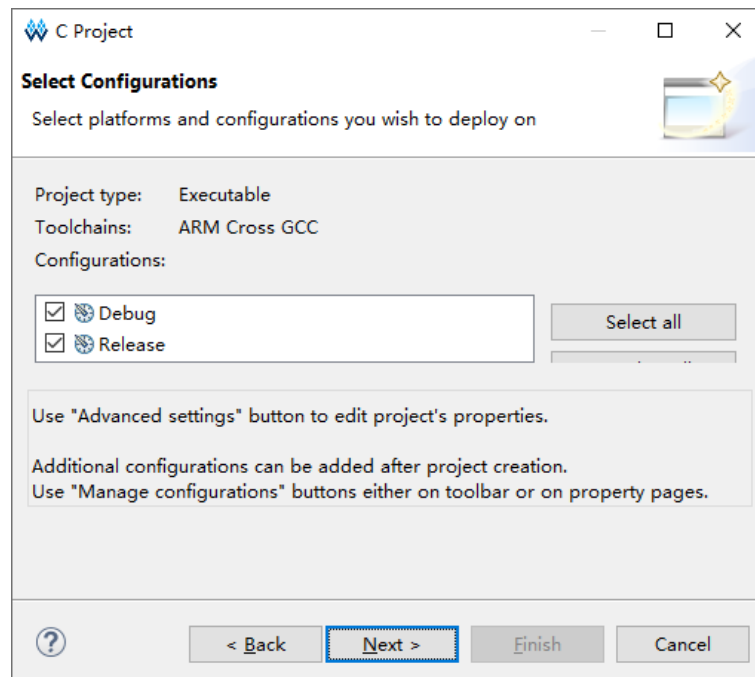 C Project
Select Configurations
Select platforms and configurations you wish to deploy on
Project type: Executable
Toolchains: ARM Cross GCC
Configurations:
Debug
Release
Select all
Use "Advanced settings" button to edit project's properties.
Additional configurations can be added after project creation.
Use "Manage configurations" buttons either on toolbar or on property pages.
< Back
Next >
Finish
Cancel